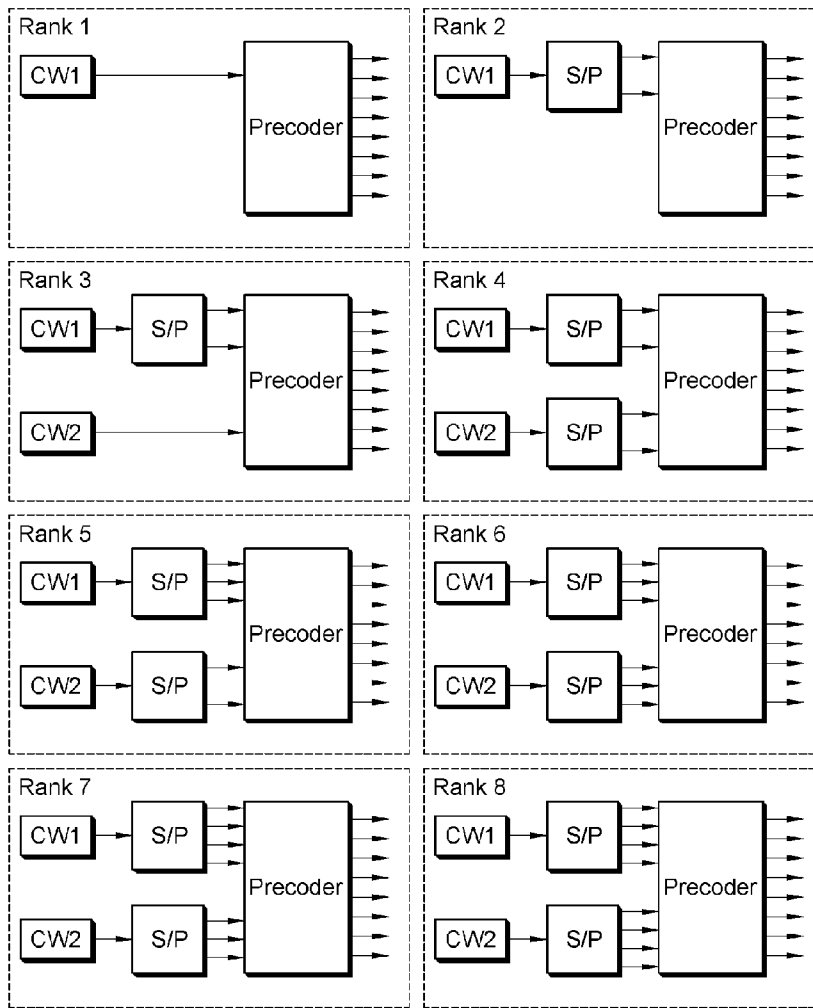 Rank 1
CW1
Precoder
Rank 2
CW1
S/P
Precoder
Rank 3
CW1
S/P
CW2
Precoder
Rank 4
CW1
S/P
CW2
S/P
Precoder
Rank 5
CW1
S/P
CW2
S/P
Precoder
Rank 6
CW1
S/P
CW2
S/P
Precoder
Rank 7
CW1
S/P
CW2
S/P
Precoder
Rank 8
CW1
S/P
CW2
S/P
Precoder